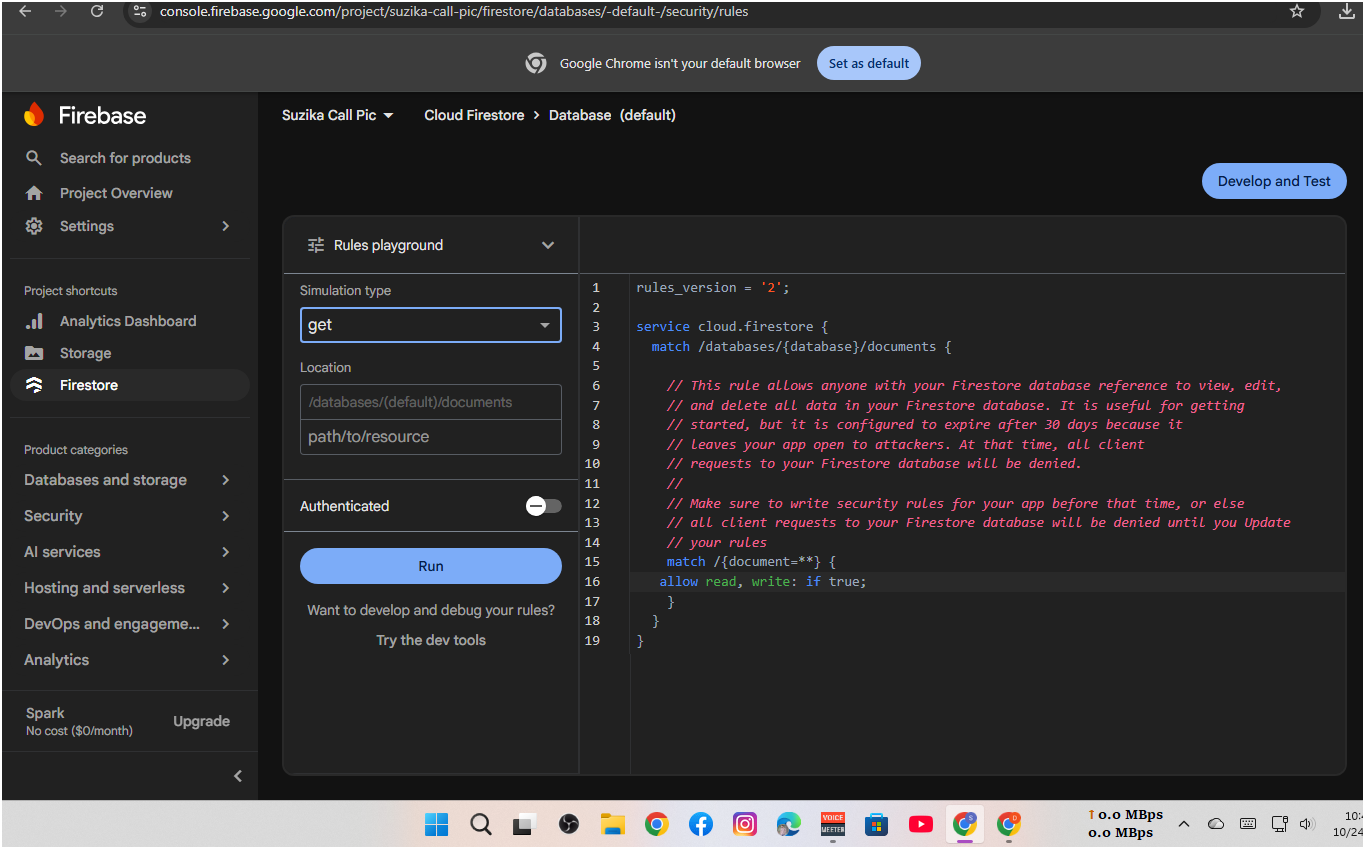 console.firebase.google.com/project/suzika-call-pic/firestore/databases/-default-/security/rules
Google Chrome isn't your default browser
Set as default
Firebase
Search for products
Project Overview
Settings
Project shortcuts
Analytics Dashboard
Storage
Firestore
Product categories
Databases and storage
Security
AI services
Hosting and serverless
DevOps and engageme...
Analytics
Spark
No cost ($0/month)
Upgrade
Suzika Call Pic
Cloud Firestore > Database (default)
Develop and Test
Rules playground
Simulation type
get
Location
/databases/(default)/documents
path/to/resource
Authenticated
Run
Want to develop and debug your rules?
Try the dev tools
1 rules_version = '2';
2
3 service cloud.firestore {
4 match /databases/{database}/documents {
5
6 // This rule allows anyone with your Firestore database reference to view, edit,
7 // and delete all data in your Firestore database. It is useful for getting
8 // started, but it is configured to expire after 30 days because it
9 // leaves your app open to attackers. At that time, all client
10 // requests to your Firestore database will be denied.
11 //
12 // Make sure to write security rules for your app before that time, or else
13 // all client requests to your Firestore database will be denied until you Update
14 // your rules
15 match /{document=**} {
16 allow read, write: if true;
17 }
18 }
19 }
VOICE
MEETER
S
D
↑0.0 MBps
0.0 MBps
10:4
10/24